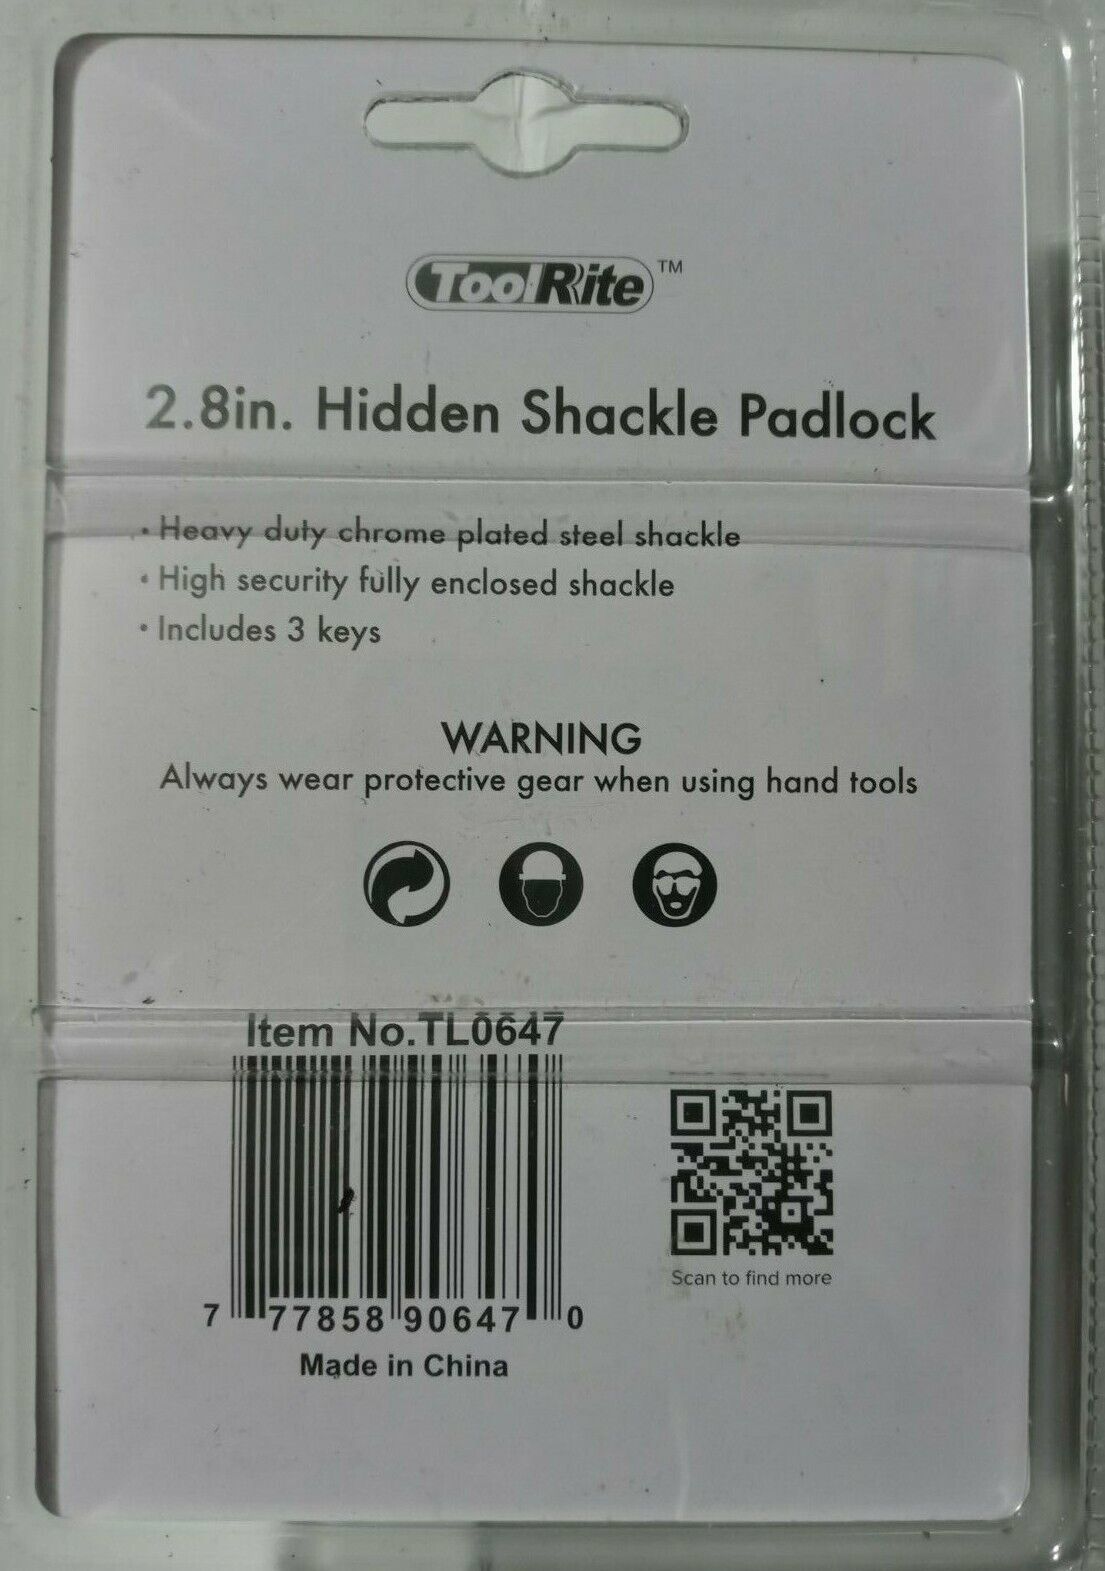 ToolRite™
2.8in. Hidden Shackle Padlock
• Heavy duty chrome plated steel shackle
• High security fully enclosed shackle
• Includes 3 keys
WARNING
Always wear protective gear when using hand tools
Item No.TL0647
7 77858 90647 0
Scan to find more
Made in China